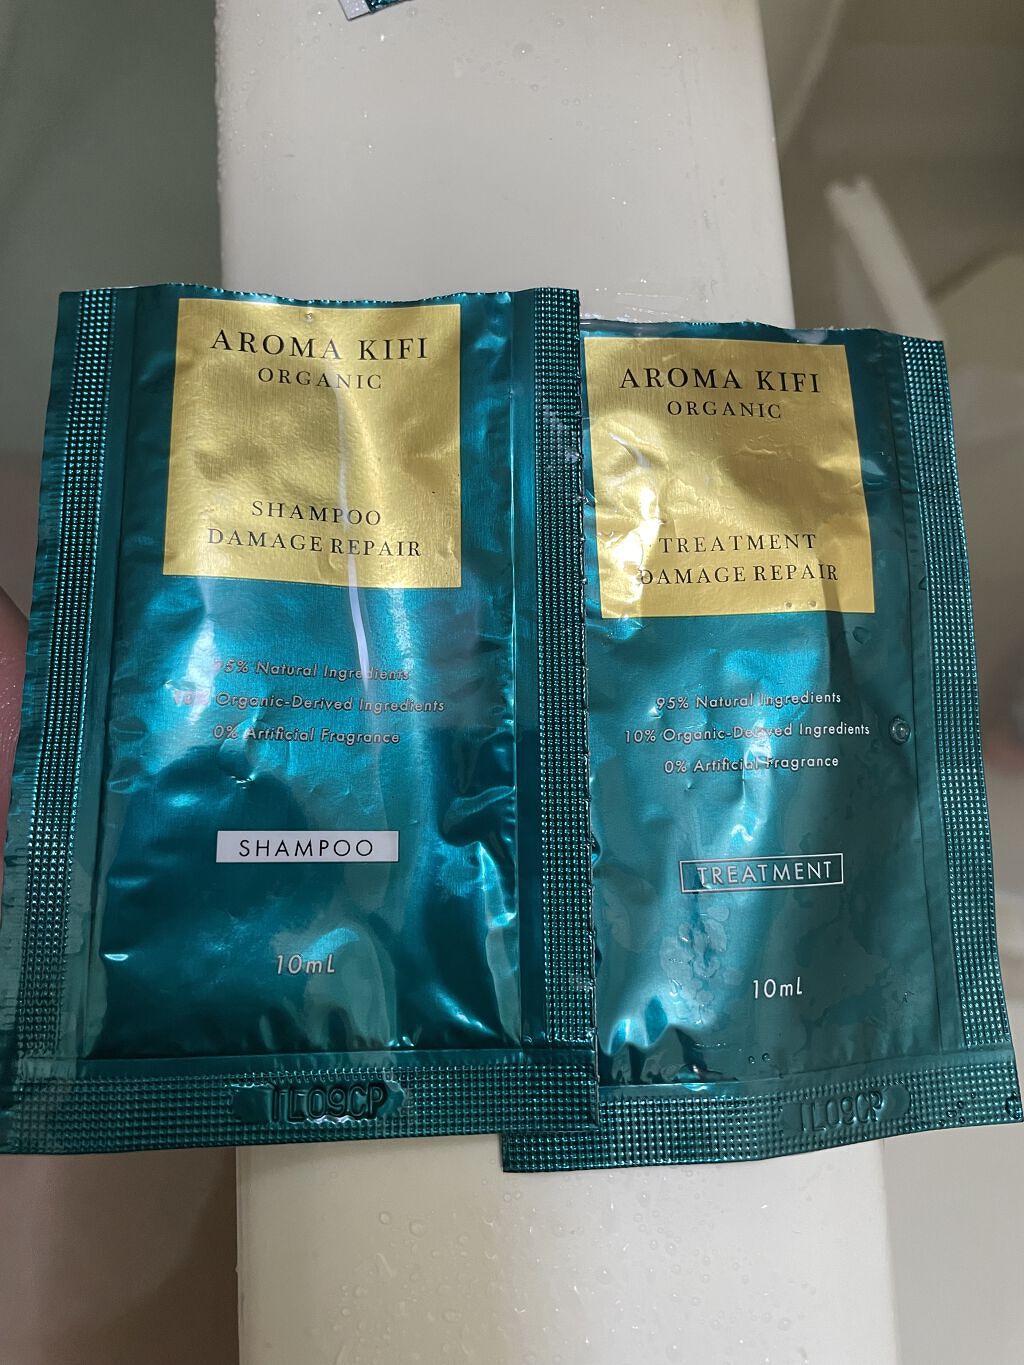 AROMA KIFI
ORGANIC
SHAMPOO
DAMAGE REPAIR
95% Natural Ingredients
10% Organic-Derived Ingredients
0% Artificial Fragrance
SHAMPOO
10mL
AROMA KIFI
ORGANIC
TREATMENT
DAMAGE REPAIR
95% Natural Ingredients
10% Organic-Derived Ingredients
0% Artificial Fragrance
TREATMENT
10mL